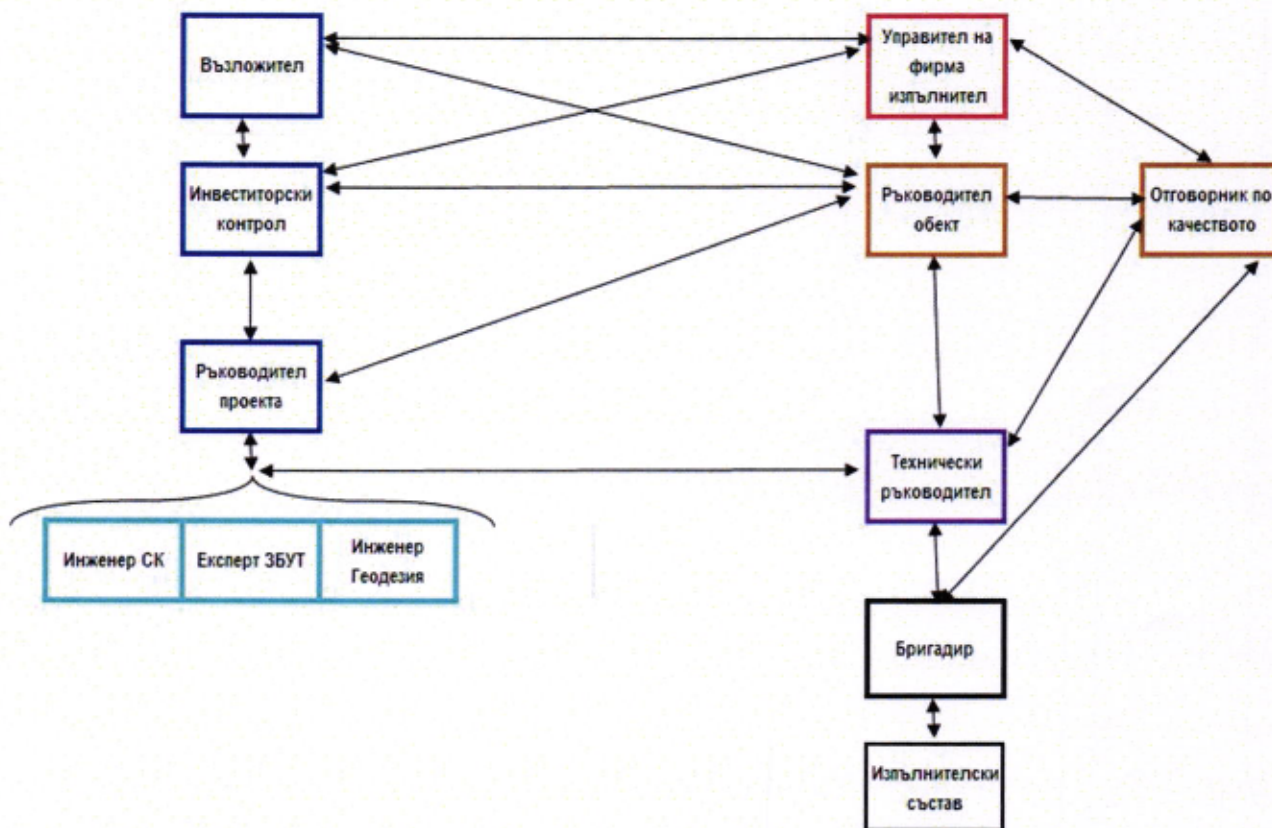 Възложител
Управител на
фирма
изпълнител
Инвеститорски
контрол
Ръководител
обект
Отговорник по
качеството
Ръководител
проекта
Технически
ръководител
Инженер СК
Експерт ЗБУТ
Инженер
Геодезия
Бригадир
Изпълнителски
състав